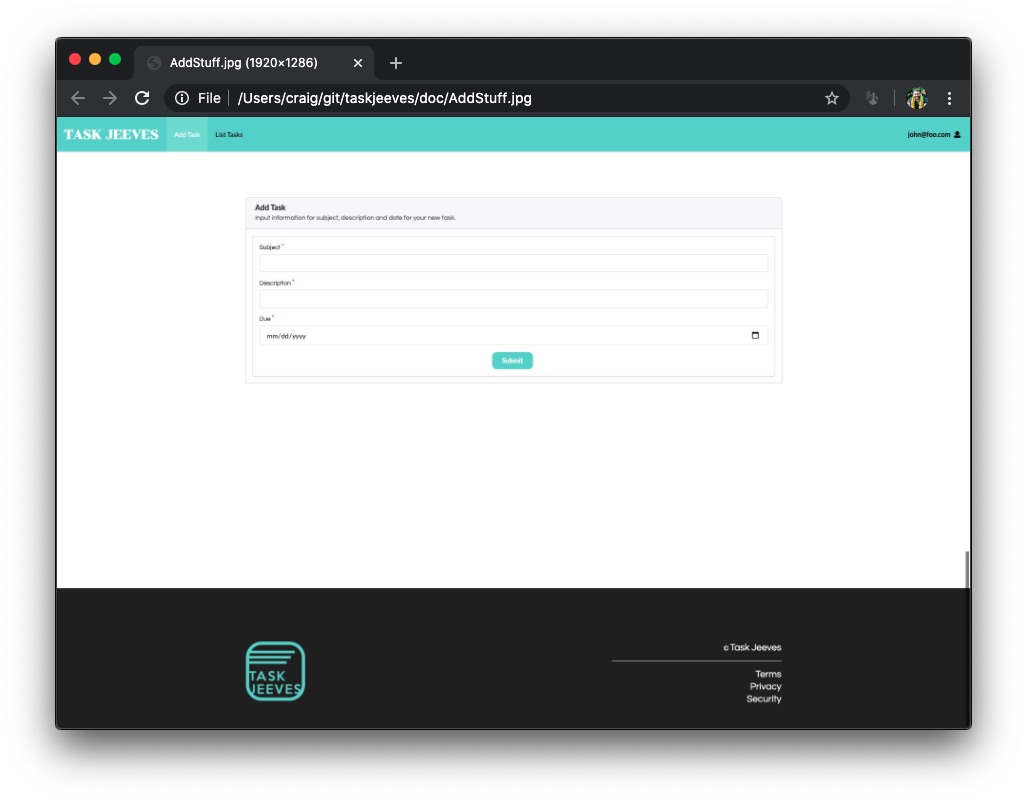 AddStuff.jpg (1920×1286)
File /Users/craig/git/taskjeeves/doc/AddStuff.jpg
TASK JEEVES Add Task List Tasks john@foo.com
Add Task
Input information for subject, description and date for your new task.
Subject *
Description *
Due *
mm/dd/yyyy
Submit
TASK
JEEVES
© Task Jeeves
Terms
Privacy
Security